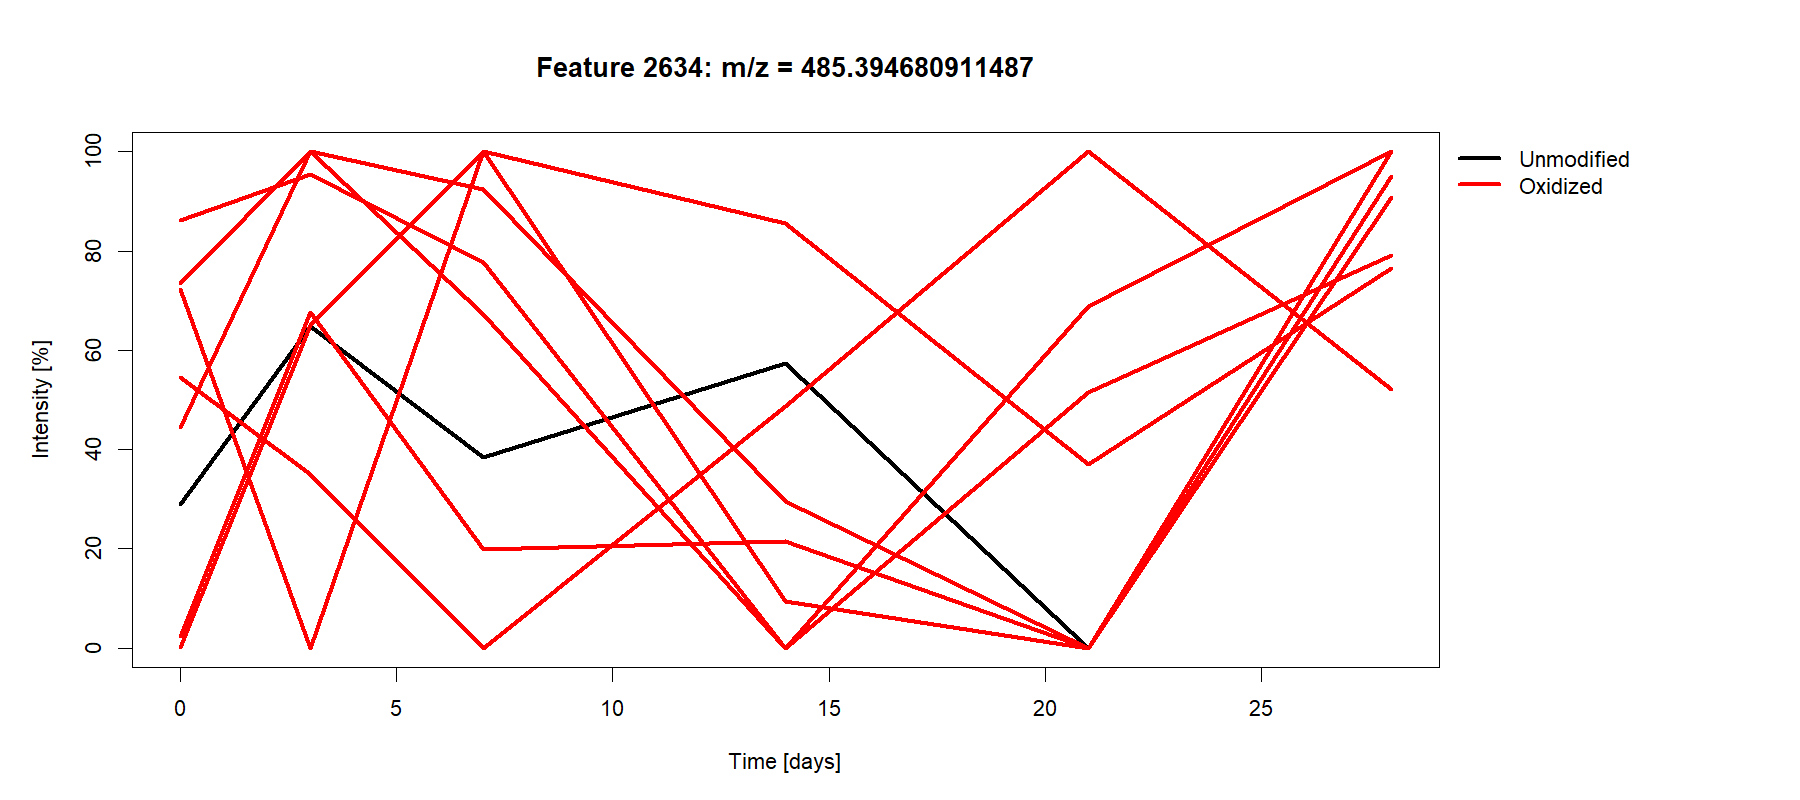 Feature 2634: m/z = 485.394680911487
Unmodified
Oxidized
Intensity [%]
100
80
60
40
20
0
0 5 10 15 20 25
Time [days]